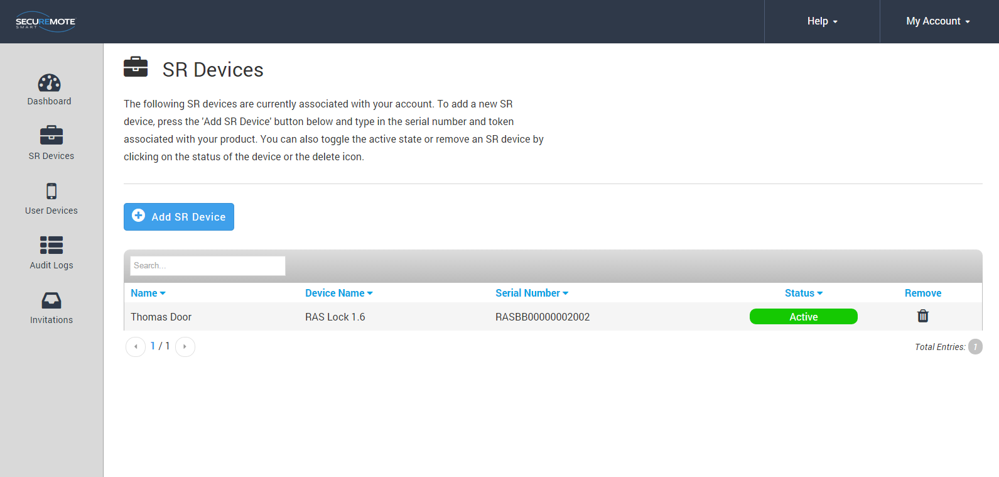 SECUREMOTE
SMART
Help
My Account
Dashboard
SR Devices
User Devices
Audit Logs
Invitations
SR Devices
The following SR devices are currently associated with your account. To add a new SR
device, press the 'Add SR Device' button below and type in the serial number and token
associated with your product. You can also toggle the active state or remove an SR device by
clicking on the status of the device or the delete icon.
Add SR Device
Search...
Name Device Name Serial Number Status Remove
Thomas Door RAS Lock 1.6 RASBB00000002002 Active
1 / 1 Total Entries: 1